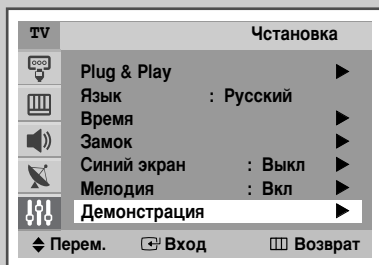 TV Чстановка
Plug & Play
Язык : Русский
Время
Замок
Синий экран : Выкл
Мелодия : Вкл
Демонстрация
Перем. Вход Возврат